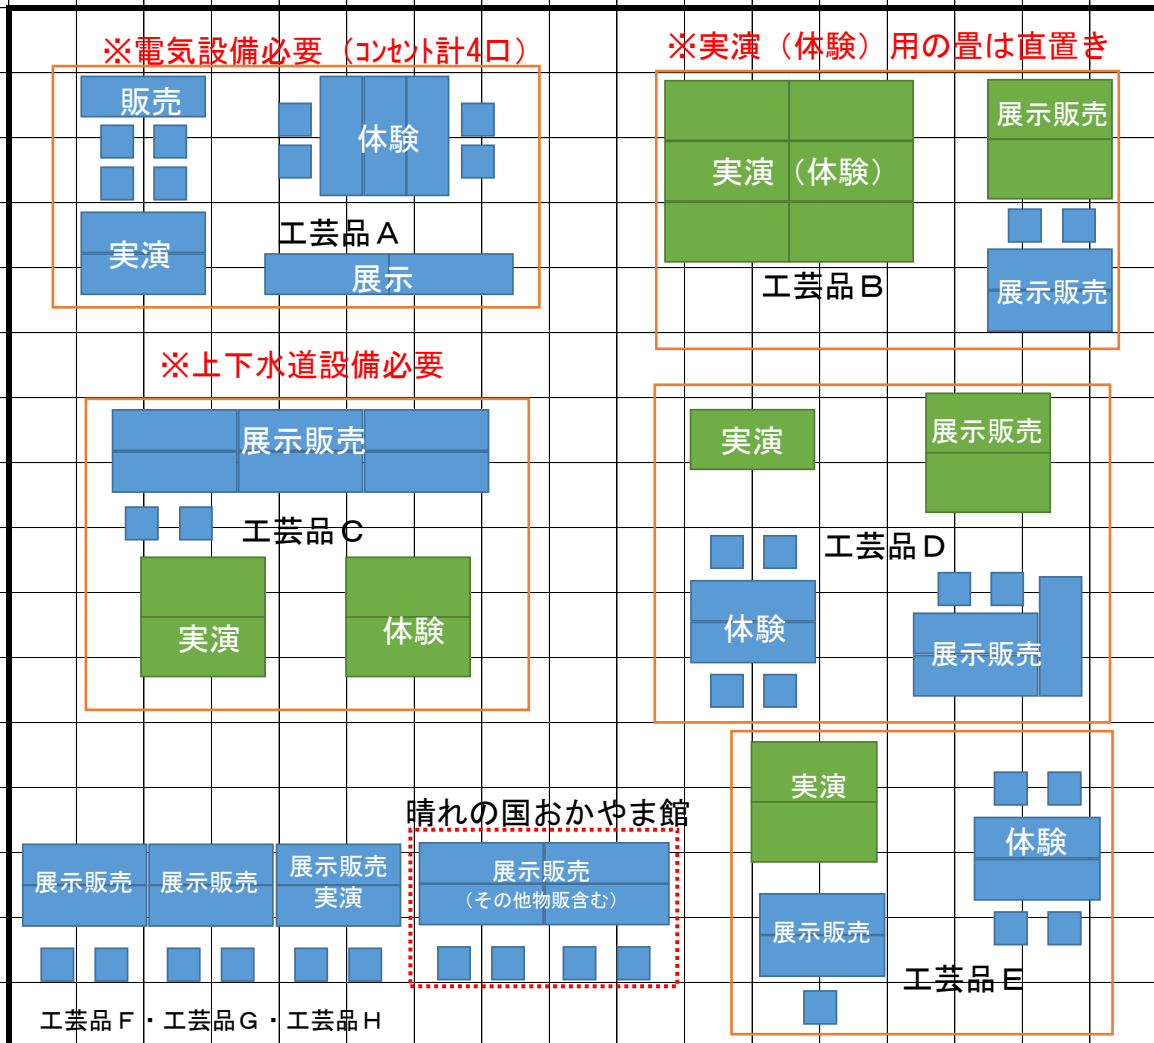 ※電気設備必要（ｺﾝｾﾝﾄ計4口）
販売
体験
実演
工芸品Ａ
展示
※実演（体験）用の畳は直置き
実演（体験）
展示販売
展示販売
工芸品Ｂ
※上下水道設備必要
展示販売
工芸品Ｃ
実演
体験
実演
展示販売
工芸品Ｄ
体験
展示販売
晴れの国おかやま館
展示販売
展示販売
展示販売
実演
展示販売
（その他物販含む）
工芸品Ｆ・工芸品Ｇ・工芸品Ｈ
実演
体験
展示販売
工芸品Ｅ